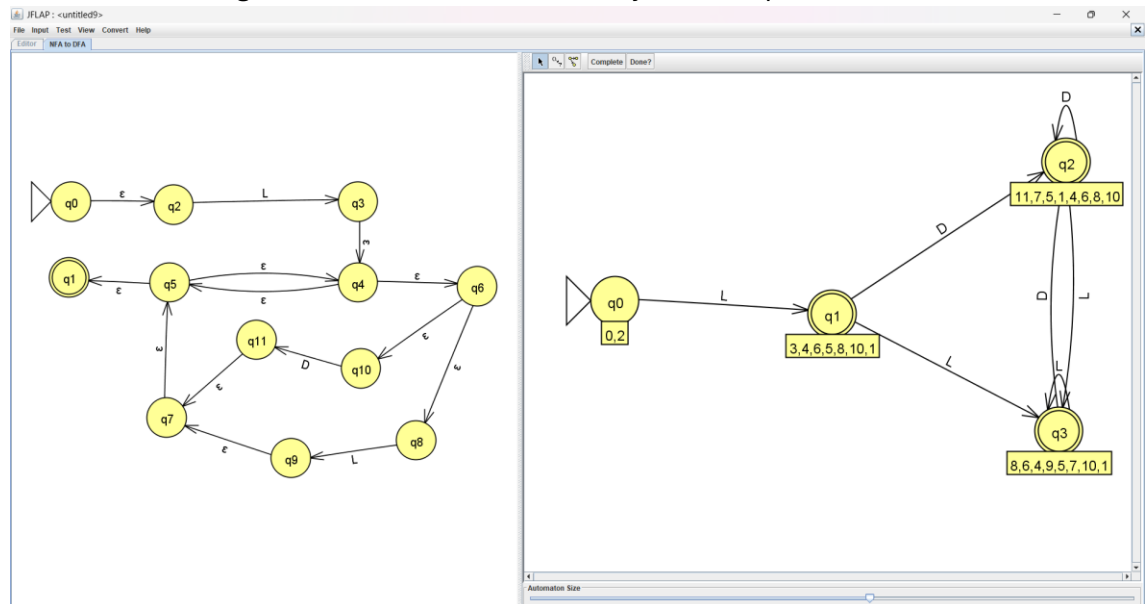 JFLAP : <untitled9>
File Input Test View Convert Help
Editor NFA to DFA
Complete Done?
q0
ε
q2
L
q3
ε
q1
ε
q5
ε
ε
q4
ε
q6
q11
D
q10
ε
ε
ε
ε
q7
ε
q9
L
q8
D
q2
11,7,5,1,4,6,8,10
D
q0
0,2
L
q1
3,4,6,5,8,10,1
L
D
L
L
q3
8,6,4,9,5,7,10,1
Automaton Size